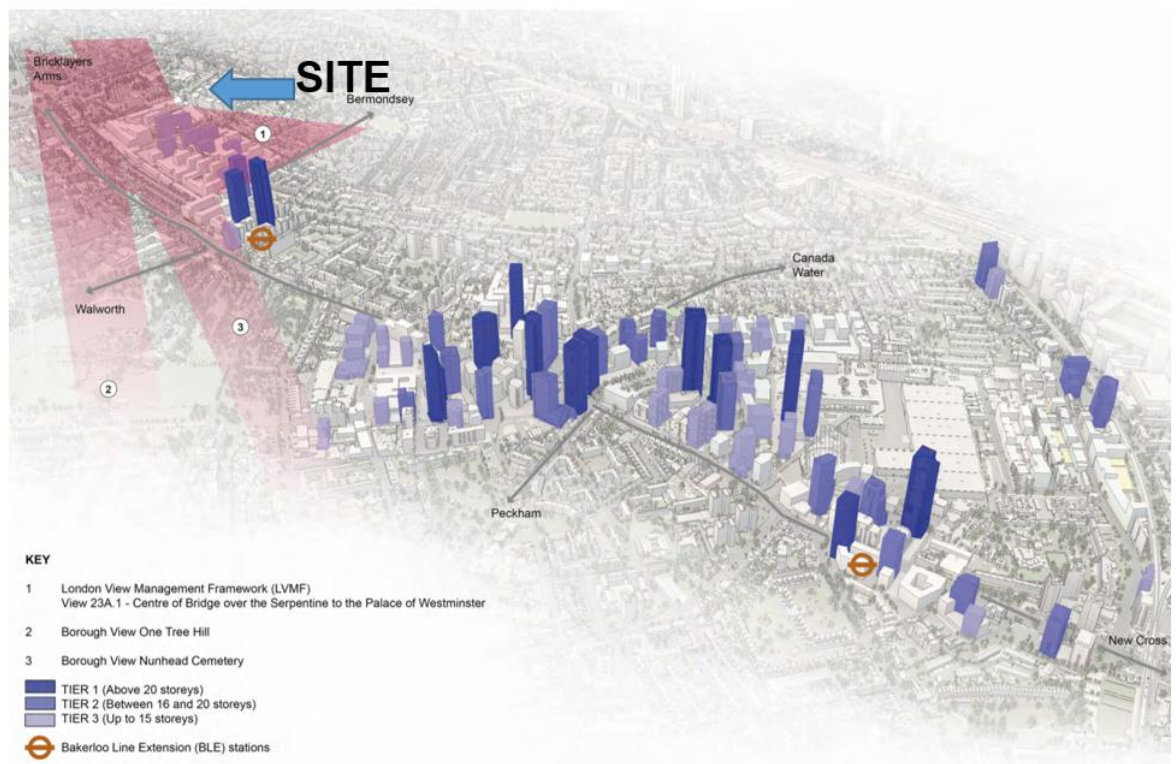 Bricklayers
Arms
SITE
Bermondsey
1
Canada
Water
Walworth
3
2
Peckham
New Cross
KEY
1 London View Management Framework (LVMF)
View 23A.1 - Centre of Bridge over the Serpentine to the Palace of Westminster
2 Borough View One Tree Hill
3 Borough View Nunhead Cemetery
TIER 1 (Above 20 storeys)
TIER 2 (Between 16 and 20 storeys)
TIER 3 (Up to 15 storeys)
Bakerloo Line Extension (BLE) stations